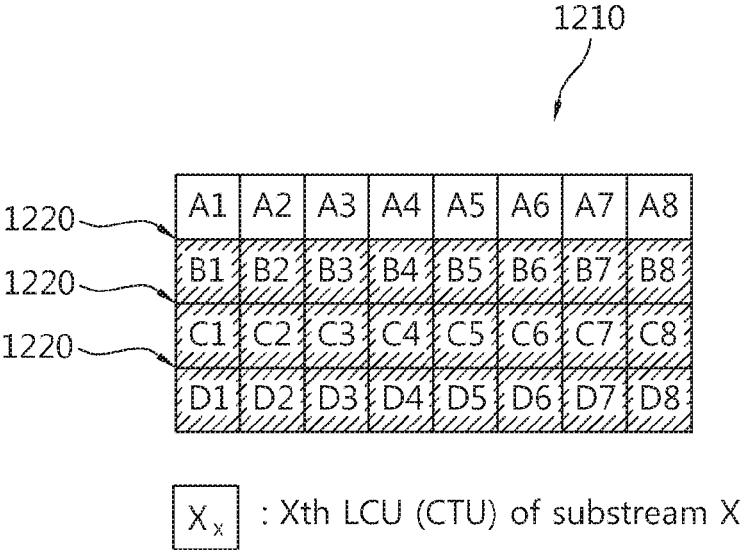 1210
A1 A2 A3 A4 A5 A6 A7 A8
1220
B1 B2 B3 B4 B5 B6 B7 B8
1220
C1 C2 C3 C4 C5 C6 C7 C8
1220
D1 D2 D3 D4 D5 D6 D7 D8
Xx : Xth LCU (CTU) of substream X